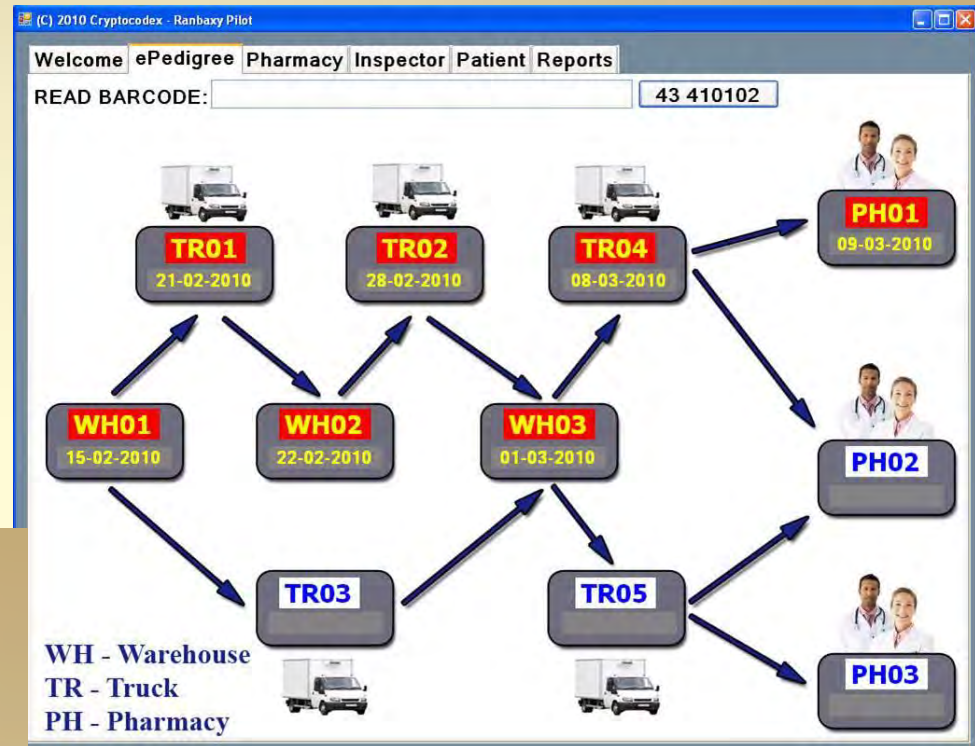 (C) 2010 Cryptocodex - Ranbaxy Pilot
Welcome ePedigree Pharmacy Inspector Patient Reports
READ BARCODE: 43 410102
TR01
21-02-2010
TR02
28-02-2010
TR04
08-03-2010
PH01
09-03-2010
WH01
15-02-2010
WH02
22-02-2010
WH03
01-03-2010
PH02
TR03
TR05
PH03
WH - Warehouse
TR - Truck
PH - Pharmacy